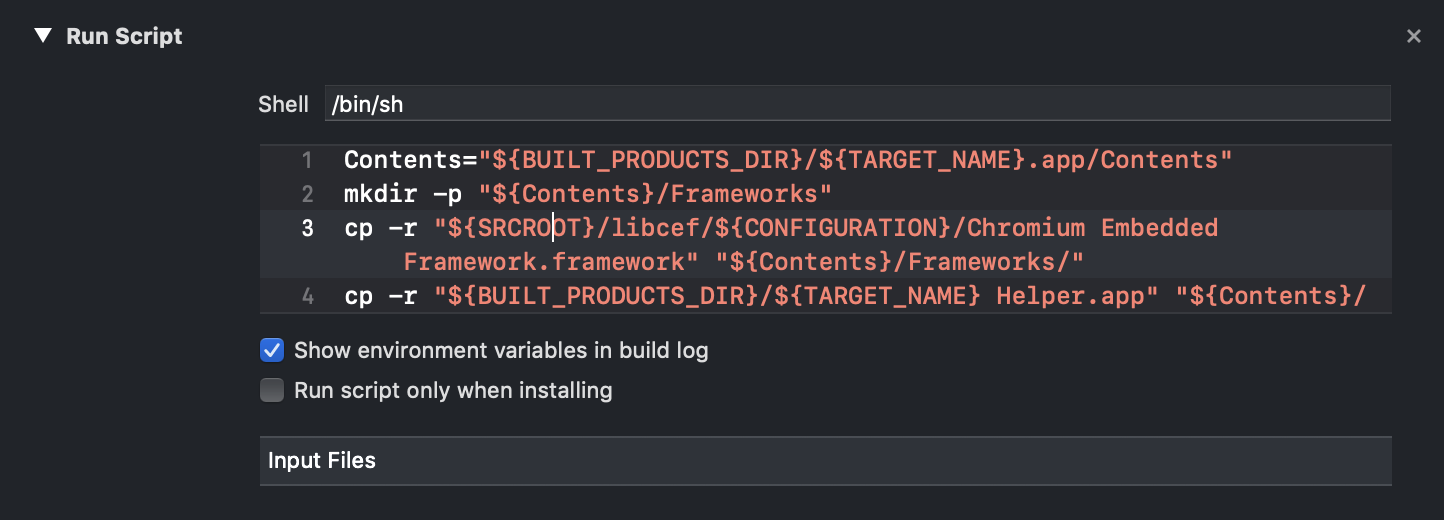 Run Script
Shell /bin/sh
1 Contents="${BUILT_PRODUCTS_DIR}/${TARGET_NAME}.app/Contents"
2 mkdir -p "${Contents}/Frameworks"
3 cp -r "${SRCROOT}/libcef/${CONFIGURATION}/Chromium Embedded
Framework.framework" "${Contents}/Frameworks/"
4 cp -r "${BUILT_PRODUCTS_DIR}/${TARGET_NAME} Helper.app" "${Contents}/
Show environment variables in build log
Run script only when installing
Input Files